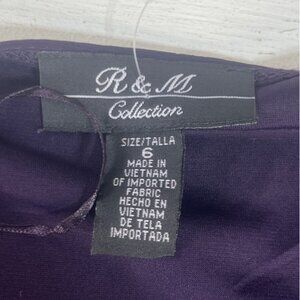 R & M
Collection
SIZE/TALLA
6
MADE IN
VIETNAM
OF IMPORTED
FABRIC
HECHO EN
VIETNAM
DE TELA
IMPORTADA